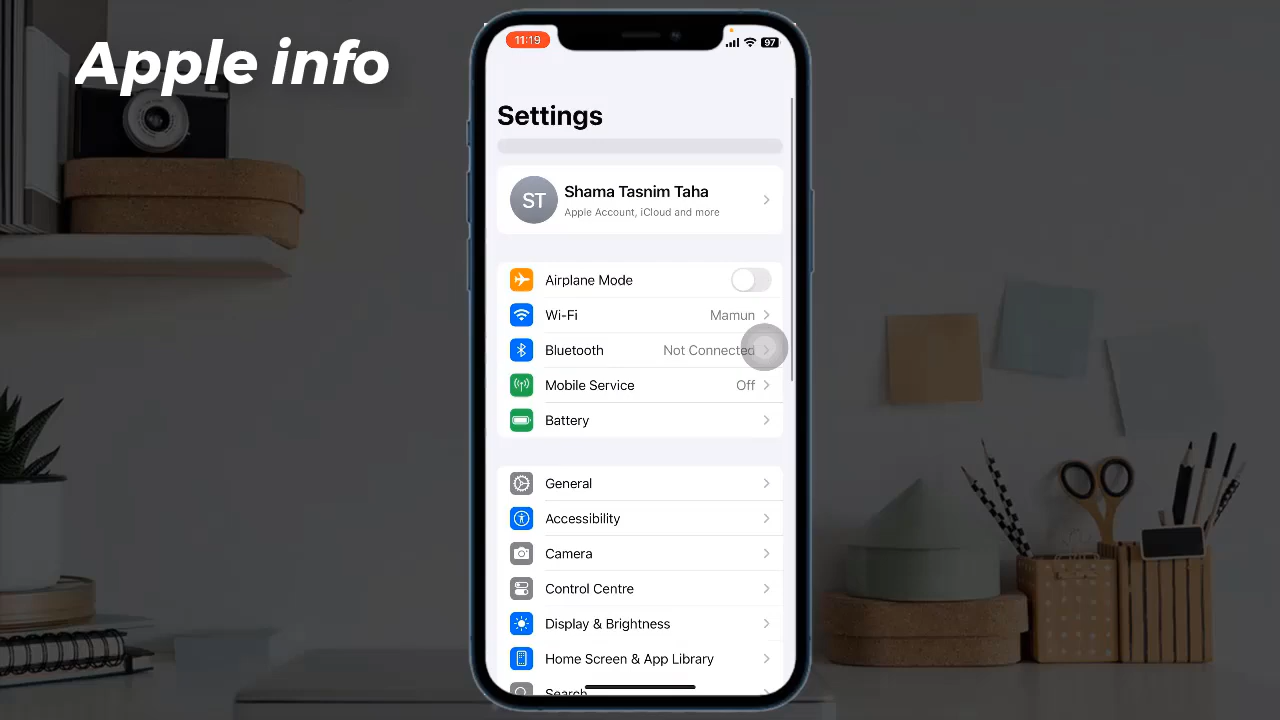 Apple info
11:19
97
Settings
ST
Shama Tasnim Taha
Apple Account, iCloud and more
Airplane Mode
Wi-Fi Mamun
Bluetooth Not Connected
Mobile Service Off
Battery
General
Accessibility
Camera
Control Centre
Display & Brightness
Home Screen & App Library
Search